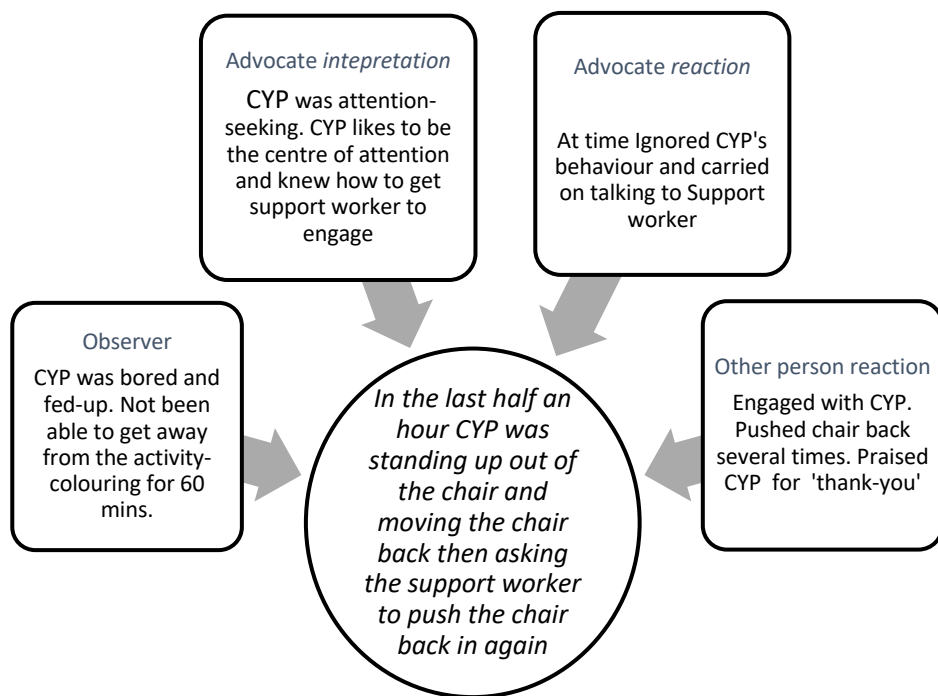 Advocate intepretation
CYP was attention-
seeking. CYP likes to be
the centre of attention
and knew how to get
support worker to
engage
Advocate reaction
At time Ignored CYP's
behaviour and carried
on talking to Support
worker
Observer
CYP was bored and
fed-up. Not been
able to get away
from the activity-
colouring for 60
mins.
Other person reaction
Engaged with CYP.
Pushed chair back
several times. Praised
CYP for 'thank-you'
In the last half an
hour CYP was
standing up out of
the chair and
moving the chair
back then asking
the support worker
to push the chair
back in again